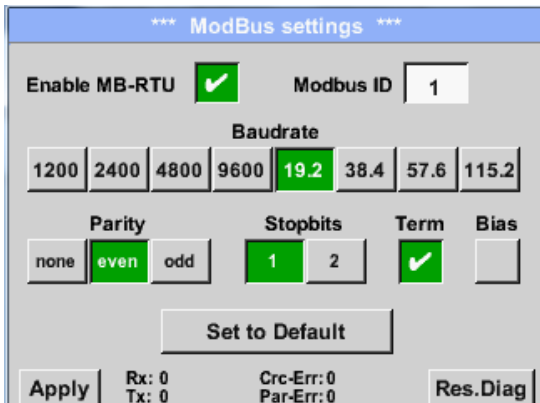 *** ModBus settings ***
Enable MB-RTU ✔ Modbus ID 1
Baudrate
1200 2400 4800 9600 19.2 38.4 57.6 115.2
Parity Stopbits Term Bias
none even odd 1 2 ✔
Set to Default
Apply Rx: 0 Crc-Err: 0 Res.Diag
Tx: 0 Par-Err: 0